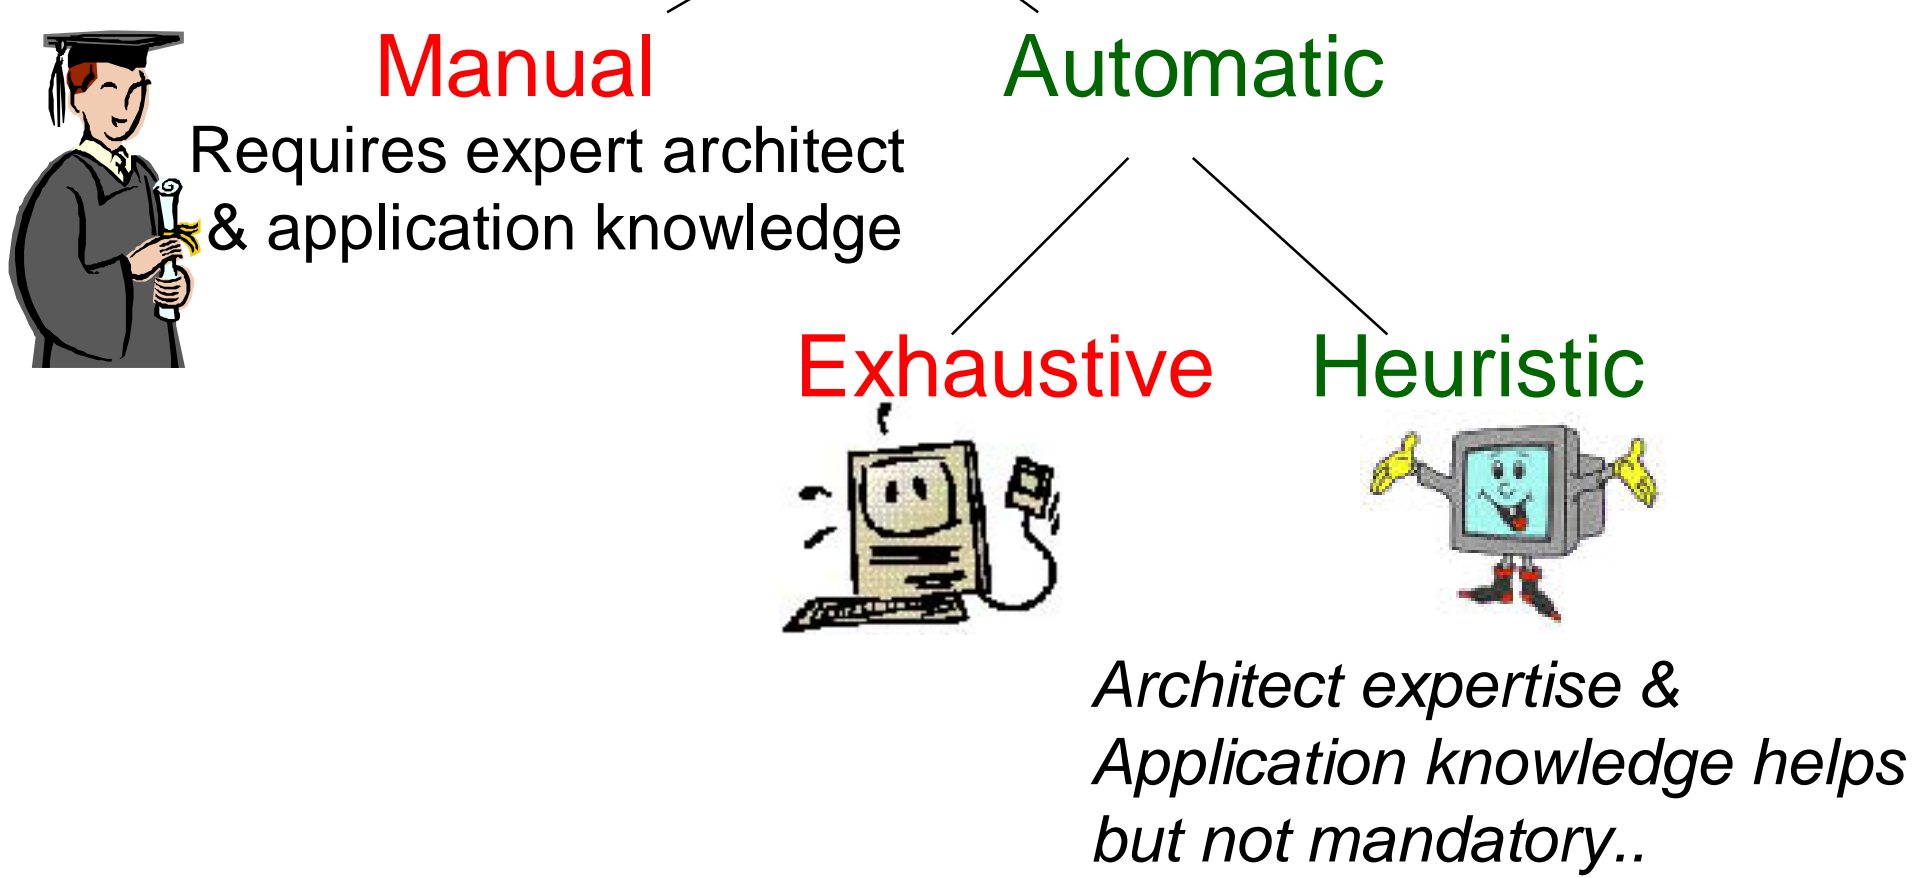 Manual
Automatic
Requires expert architect
& application knowledge
Exhaustive
Heuristic
Architect expertise &
Application knowledge helps
but not mandatory..